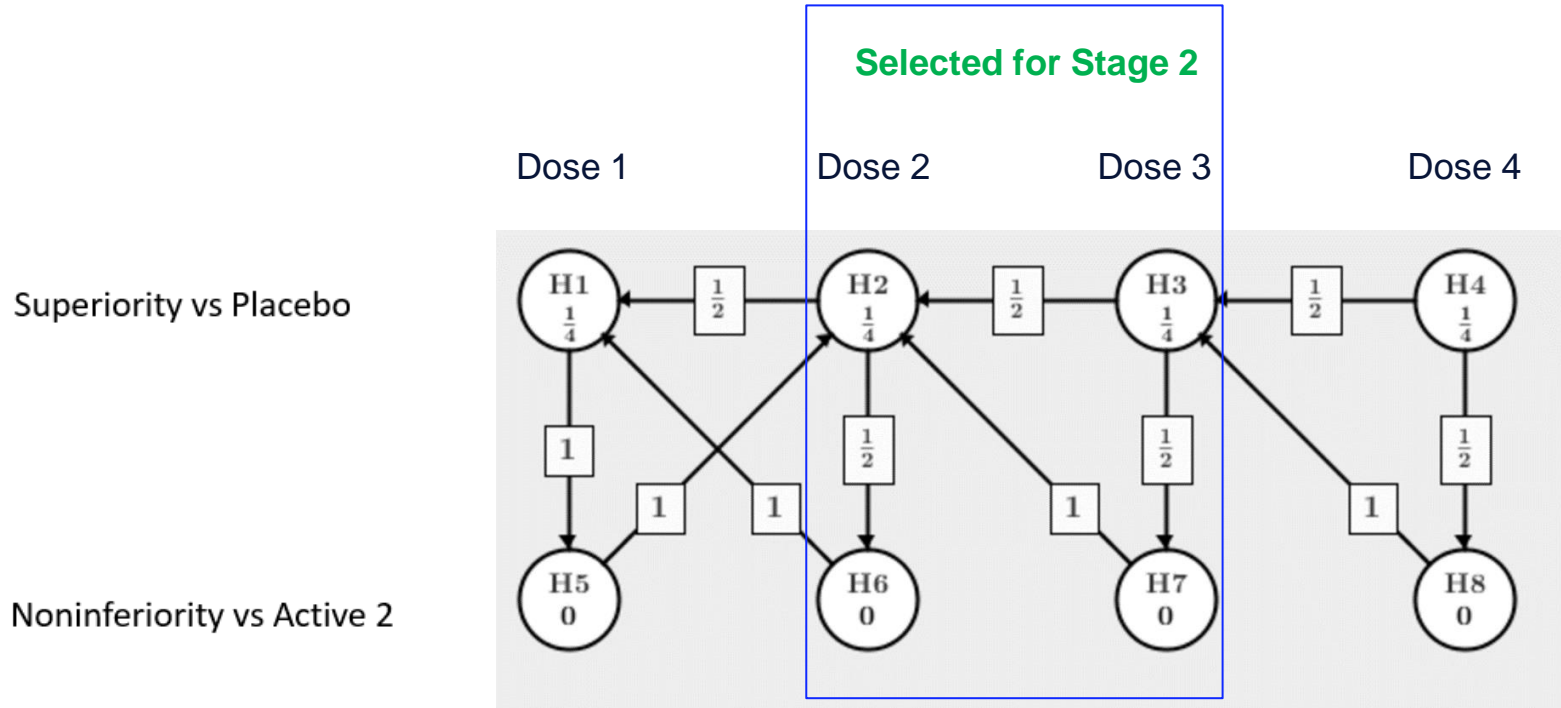 Selected for Stage 2
Dose 1 Dose 2 Dose 3 Dose 4
Superiority vs Placebo
H1 H2 H3 H4
1/4 1/4 1/4 1/4
1/2 1/2 1/2
1 1/2 1/2 1/2
1 1 1 1
H5 H6 H7 H8
0 0 0 0
Noninferiority vs Active 2